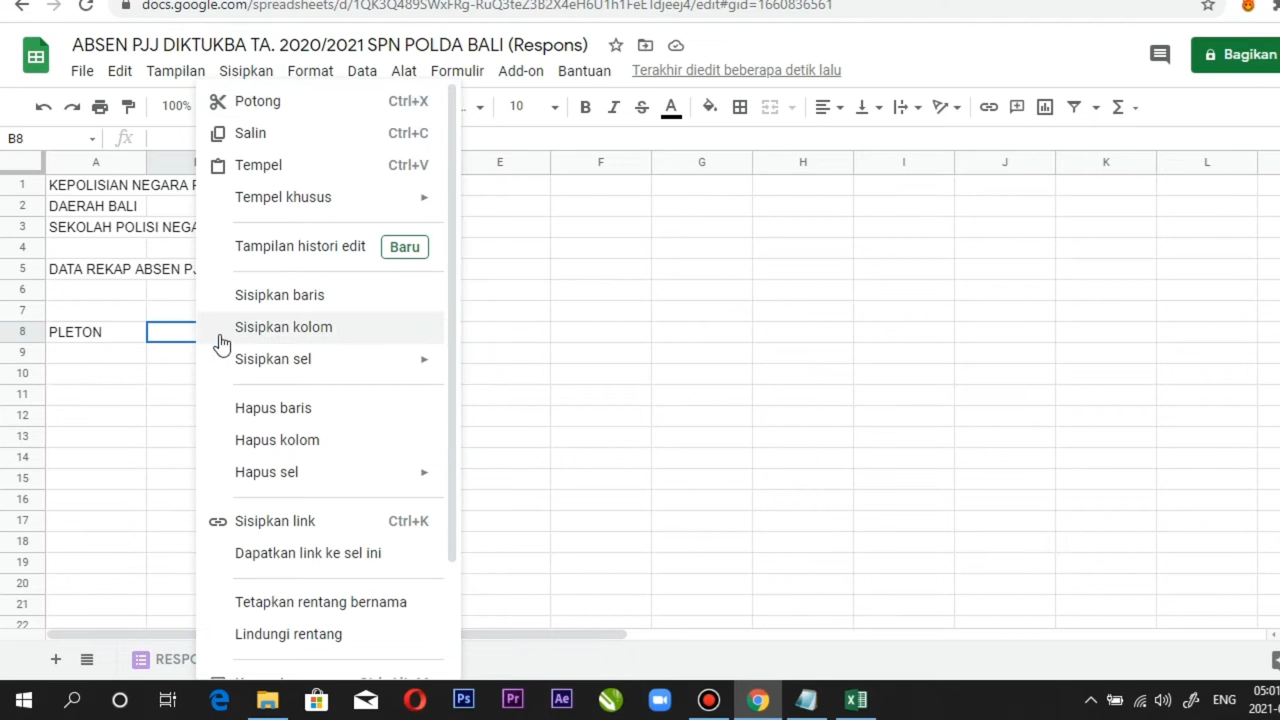 docs.google.com/spreadsheets/d/1QK3Q489SWxFRg-RuQ3teZ3B2X4eH6U1h1FeE1djeej4/edit#gid=1660836561
ABSEN PJJ DIKTUKBA TA. 2020/2021 SPN POLDA BALI (Respons)
Bagikan
File Edit Tampilan Sisipkan Format Data Alat Formulir Add-on Bantuan Terakhir diedit beberapa detik lalu
100% 10
B8
A E F G H I J K L
1 KEPOLISIAN NEGARA
2 DAERAH BALI
3 SEKOLAH POLISI
4
5 DATA REKAP ABSEN
6
7
8 PLETON
9
10
11
12
13
14
15
16
17
18
19
20
21
22
Potong Ctrl+X
Salin Ctrl+C
Tempel Ctrl+V
Tempel khusus
Tampilan histori edit Baru
Sisipkan baris
Sisipkan kolom
Sisipkan sel
Hapus baris
Hapus kolom
Hapus sel
Sisipkan link Ctrl+K
Dapatkan link ke sel ini
Tetapkan rentang bernama
Lindungi rentang
Ps Pr Ae ENG 05:01